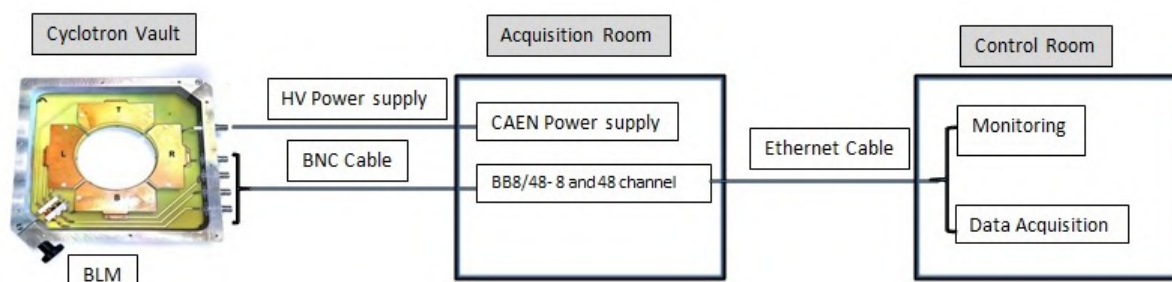 Cyclotron Vault
Acquisition Room
Control Room
T
L
R
B
HV Power supply
CAEN Power supply
Monitoring
Ethernet Cable
BNC Cable
BB8/48- 8 and 48 channel
Data Acquisition
BLM